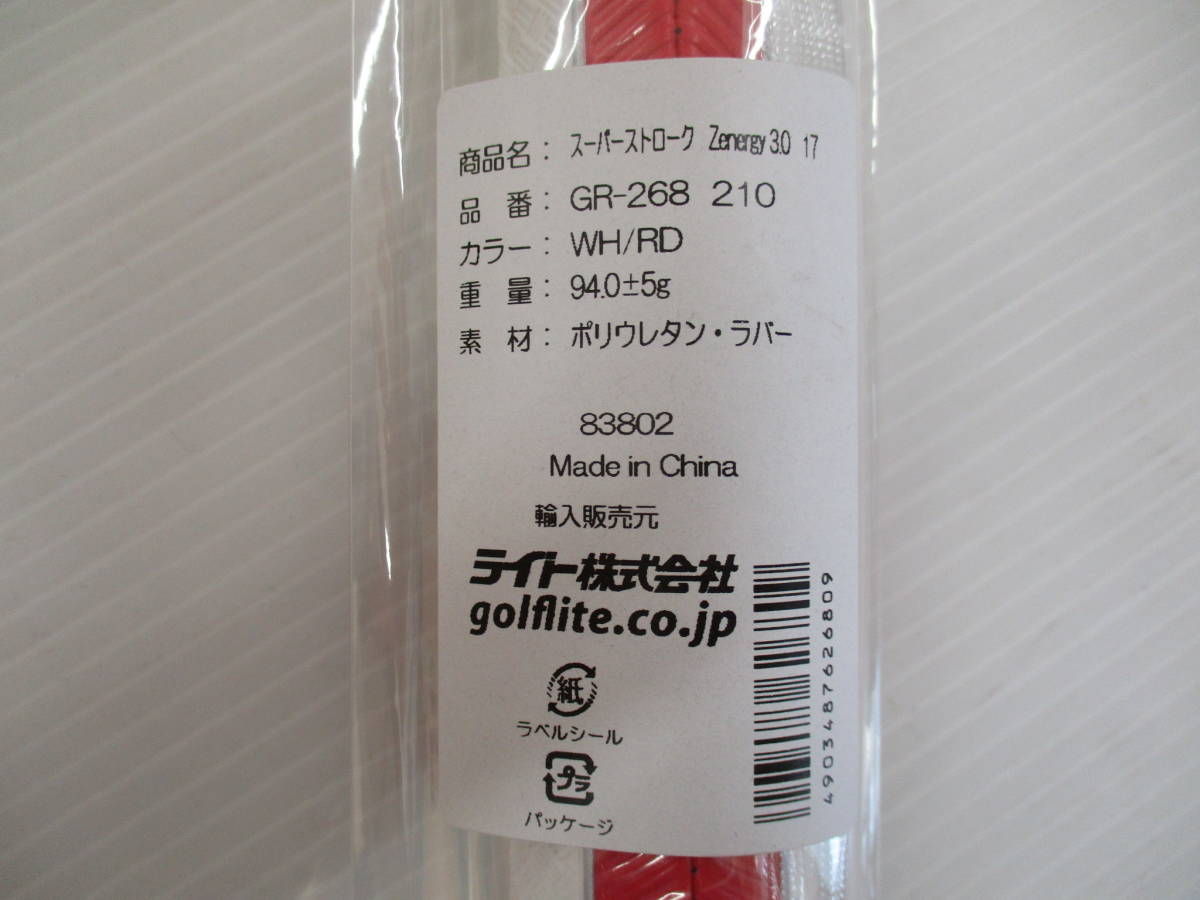 商品名： スーパーストローク Zenergy 3.0 17
品　番： GR-268 210
カラー： WH/RD
重　量： 94.0±5g
素　材： ポリウレタン・ラバー
83802
Made in China
輸入販売元
ライト株式会社
golflite.co.jp
4903487626809
紙
ラベルシール
プラ
パッケージ